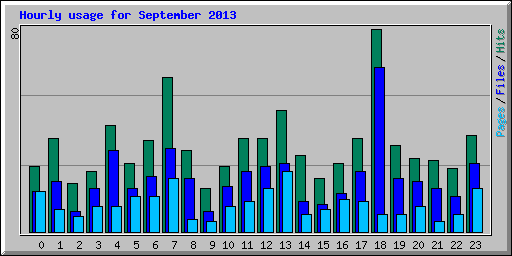 Hourly usage for September 2013
80
Pages / Files / Hits
0 1 2 3 4 5 6 7 8 9 10 11 12 13 14 15 16 17 18 19 20 21 22 23